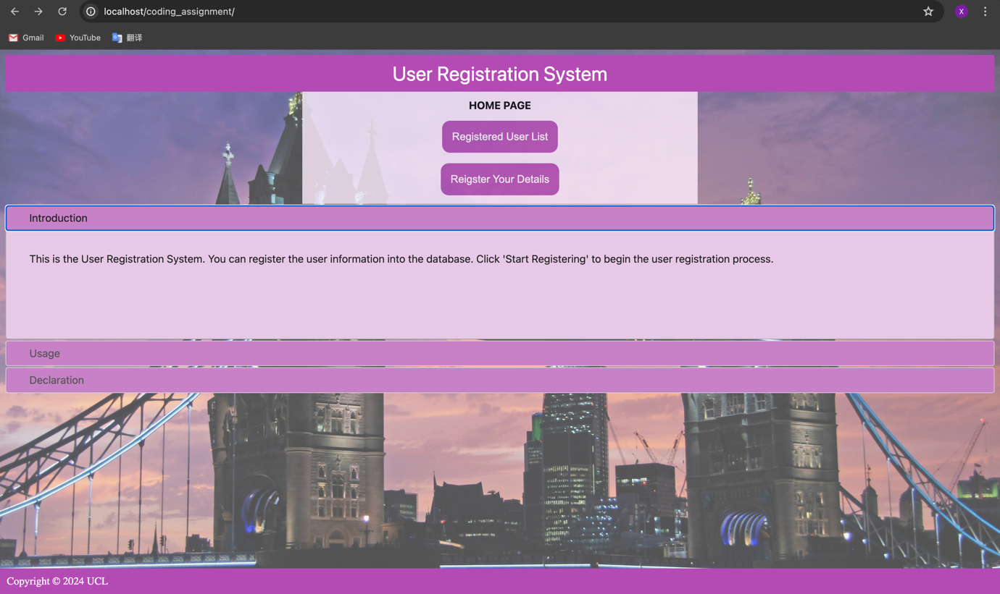 localhost/coding_assignment/
X
Gmail YouTube 翻译
User Registration System
HOME PAGE
Registered User List
Reigster Your Details
Introduction
This is the User Registration System. You can register the user information into the database. Click 'Start Registering' to begin the user registration process.
Usage
Declaration
Copyright © 2024 UCL